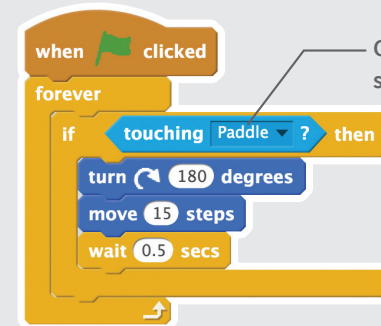 when clicked
forever
if touching Paddle ? then
turn 180 degrees
move 15 steps
wait 0.5 secs